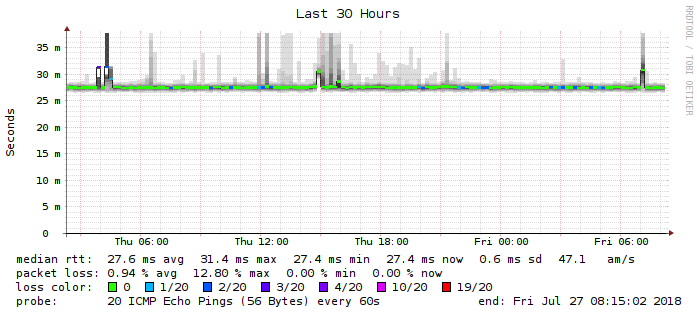 Last 30 Hours
RRDTOOL / TOBI OETIKER
Seconds
35 m
30 m
25 m
20 m
15 m
10 m
5 m
0
Thu 06:00 Thu 12:00 Thu 18:00 Fri 00:00 Fri 06:00
median rtt: 27.6 ms avg 31.4 ms max 27.4 ms min 27.4 ms now 0.6 ms sd 47.1 am/s
packet loss: 0.94 % avg 12.80 % max 0.00 % min 0.00 % now
loss color: 0 1/20 2/20 3/20 4/20 10/20 19/20
probe: 20 ICMP Echo Pings (56 Bytes) every 60s end: Fri Jul 27 08:15:02 2018